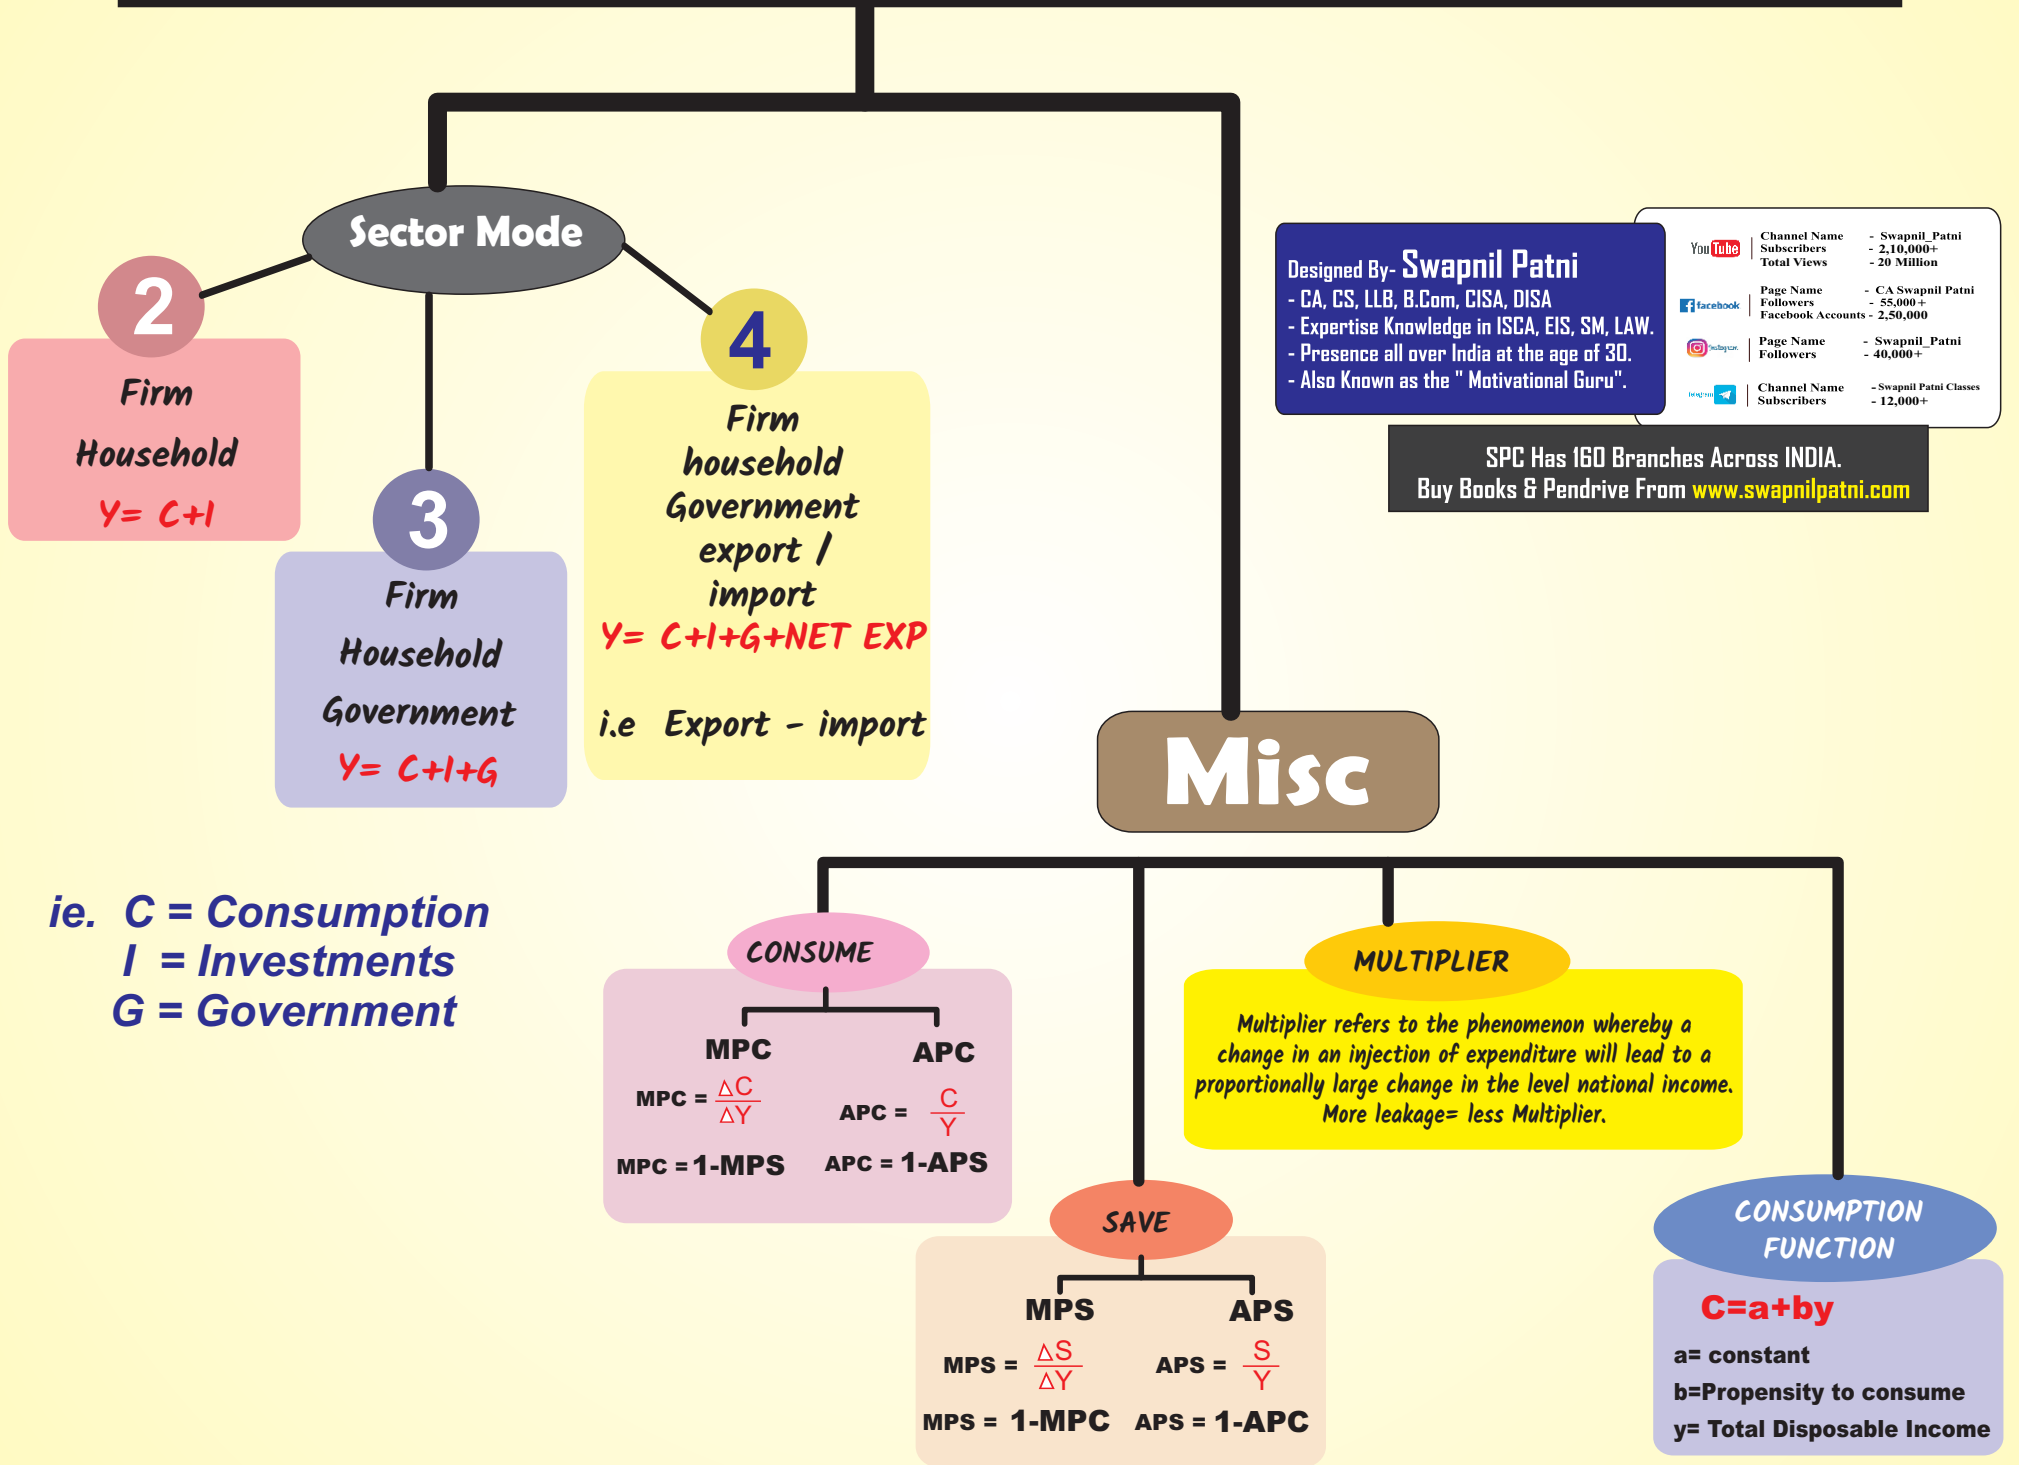 Sector Mode
2
Firm
Household
Y= C+I
3
Firm
Household
Government
Y= C+I+G
4
Firm
household
Government
export /
import
Y= C+I+G+NET EXP
i.e Export - import
Designed By- Swapnil Patni
- CA, CS, LLB, B.Com, CISA, DISA
- Expertise Knowledge in ISCA, EIS, SM, LAW.
- Presence all over India at the age of 30.
- Also Known as the " Motivational Guru".
YouTube
Channel Name - Swapnil_Patni
Subscribers - 2,10,000+
Total Views - 20 Million
facebook
Page Name - CA Swapnil Patni
Followers - 55,000+
Facebook Accounts - 2,50,000
Instagram
Page Name - Swapnil_Patni
Followers - 40,000+
Telegram
Channel Name - Swapnil Patni Classes
Subscribers - 12,000+
SPC Has 160 Branches Across INDIA.
Buy Books & Pendrive From www.swapnilpatni.com
Misc
ie. C = Consumption
I = Investments
G = Government
CONSUME
MPC
MPC = ΔC
ΔY
MPC = 1-MPS
APC
APC = C
Y
APC = 1-APS
SAVE
MPS
MPS = ΔS
ΔY
MPS = 1-MPC
APS
APS = S
Y
APS = 1-APC
MULTIPLIER
Multiplier refers to the phenomenon whereby a
change in an injection of expenditure will lead to a
proportionally large change in the level national income.
More leakage= less Multiplier.
CONSUMPTION
FUNCTION
C=a+by
a= constant
b=Propensity to consume
y= Total Disposable Income